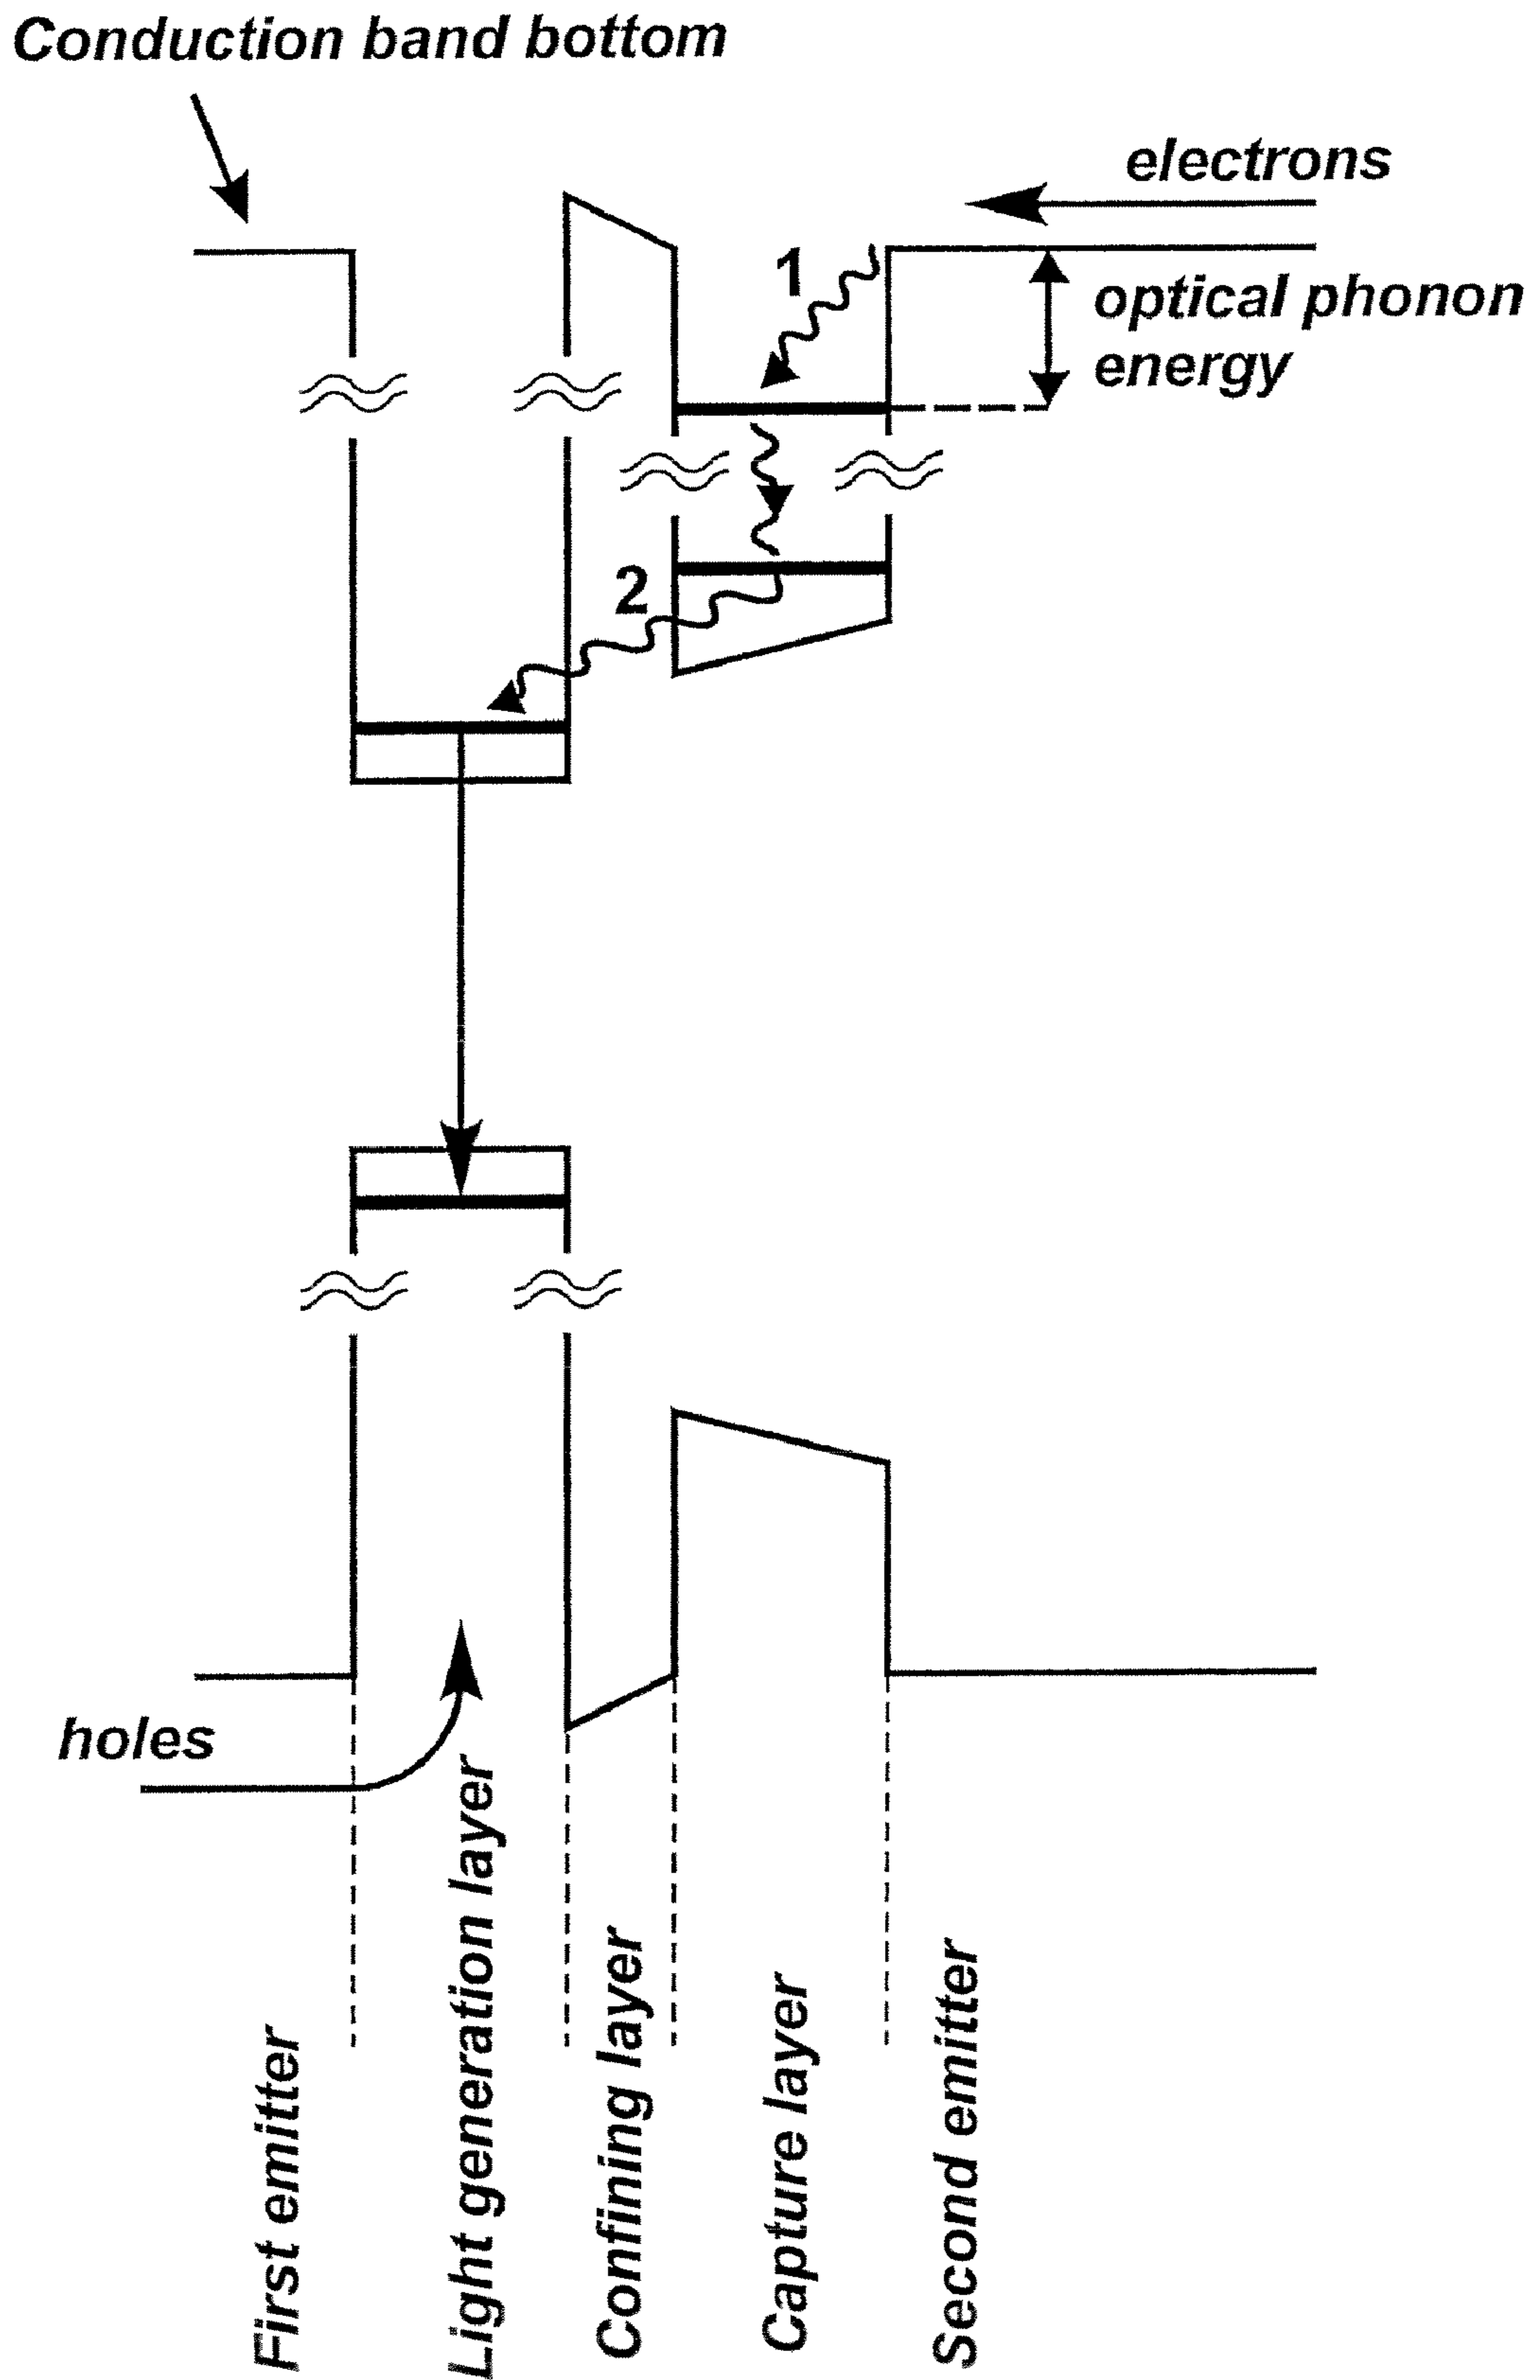 Conduction band bottom
electrons
1
optical phonon
energy
2
holes
First emitter
Light generation layer
Confining layer
Capture layer
Second emitter